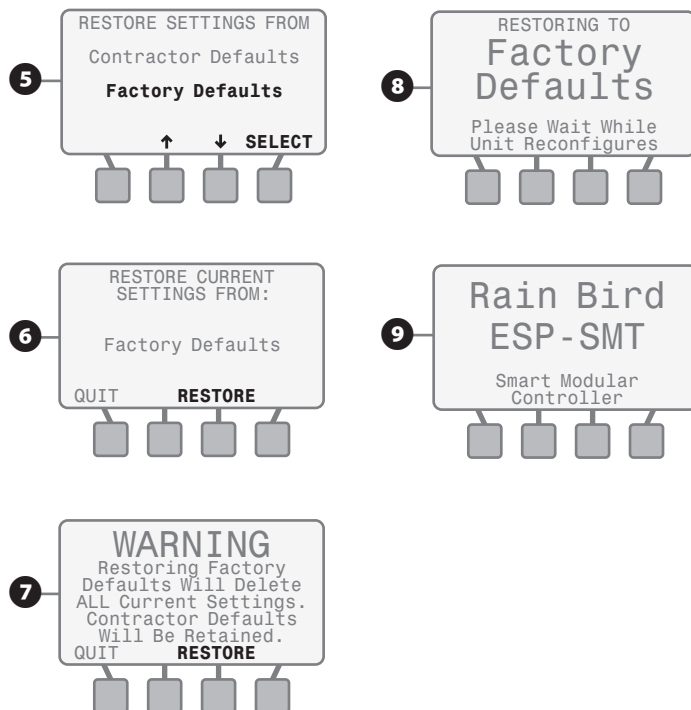 5
RESTORE SETTINGS FROM
Contractor Defaults
Factory Defaults
↑ ↓ SELECT
6
RESTORE CURRENT
SETTINGS FROM:
Factory Defaults
QUIT RESTORE
7
WARNING
Restoring Factory
Defaults Will Delete
ALL Current Settings.
Contractor Defaults
Will Be Retained.
QUIT RESTORE
8
RESTORING TO
Factory
Defaults
Please Wait While
Unit Reconfigures
9
Rain Bird
ESP-SMT
Smart Modular
Controller